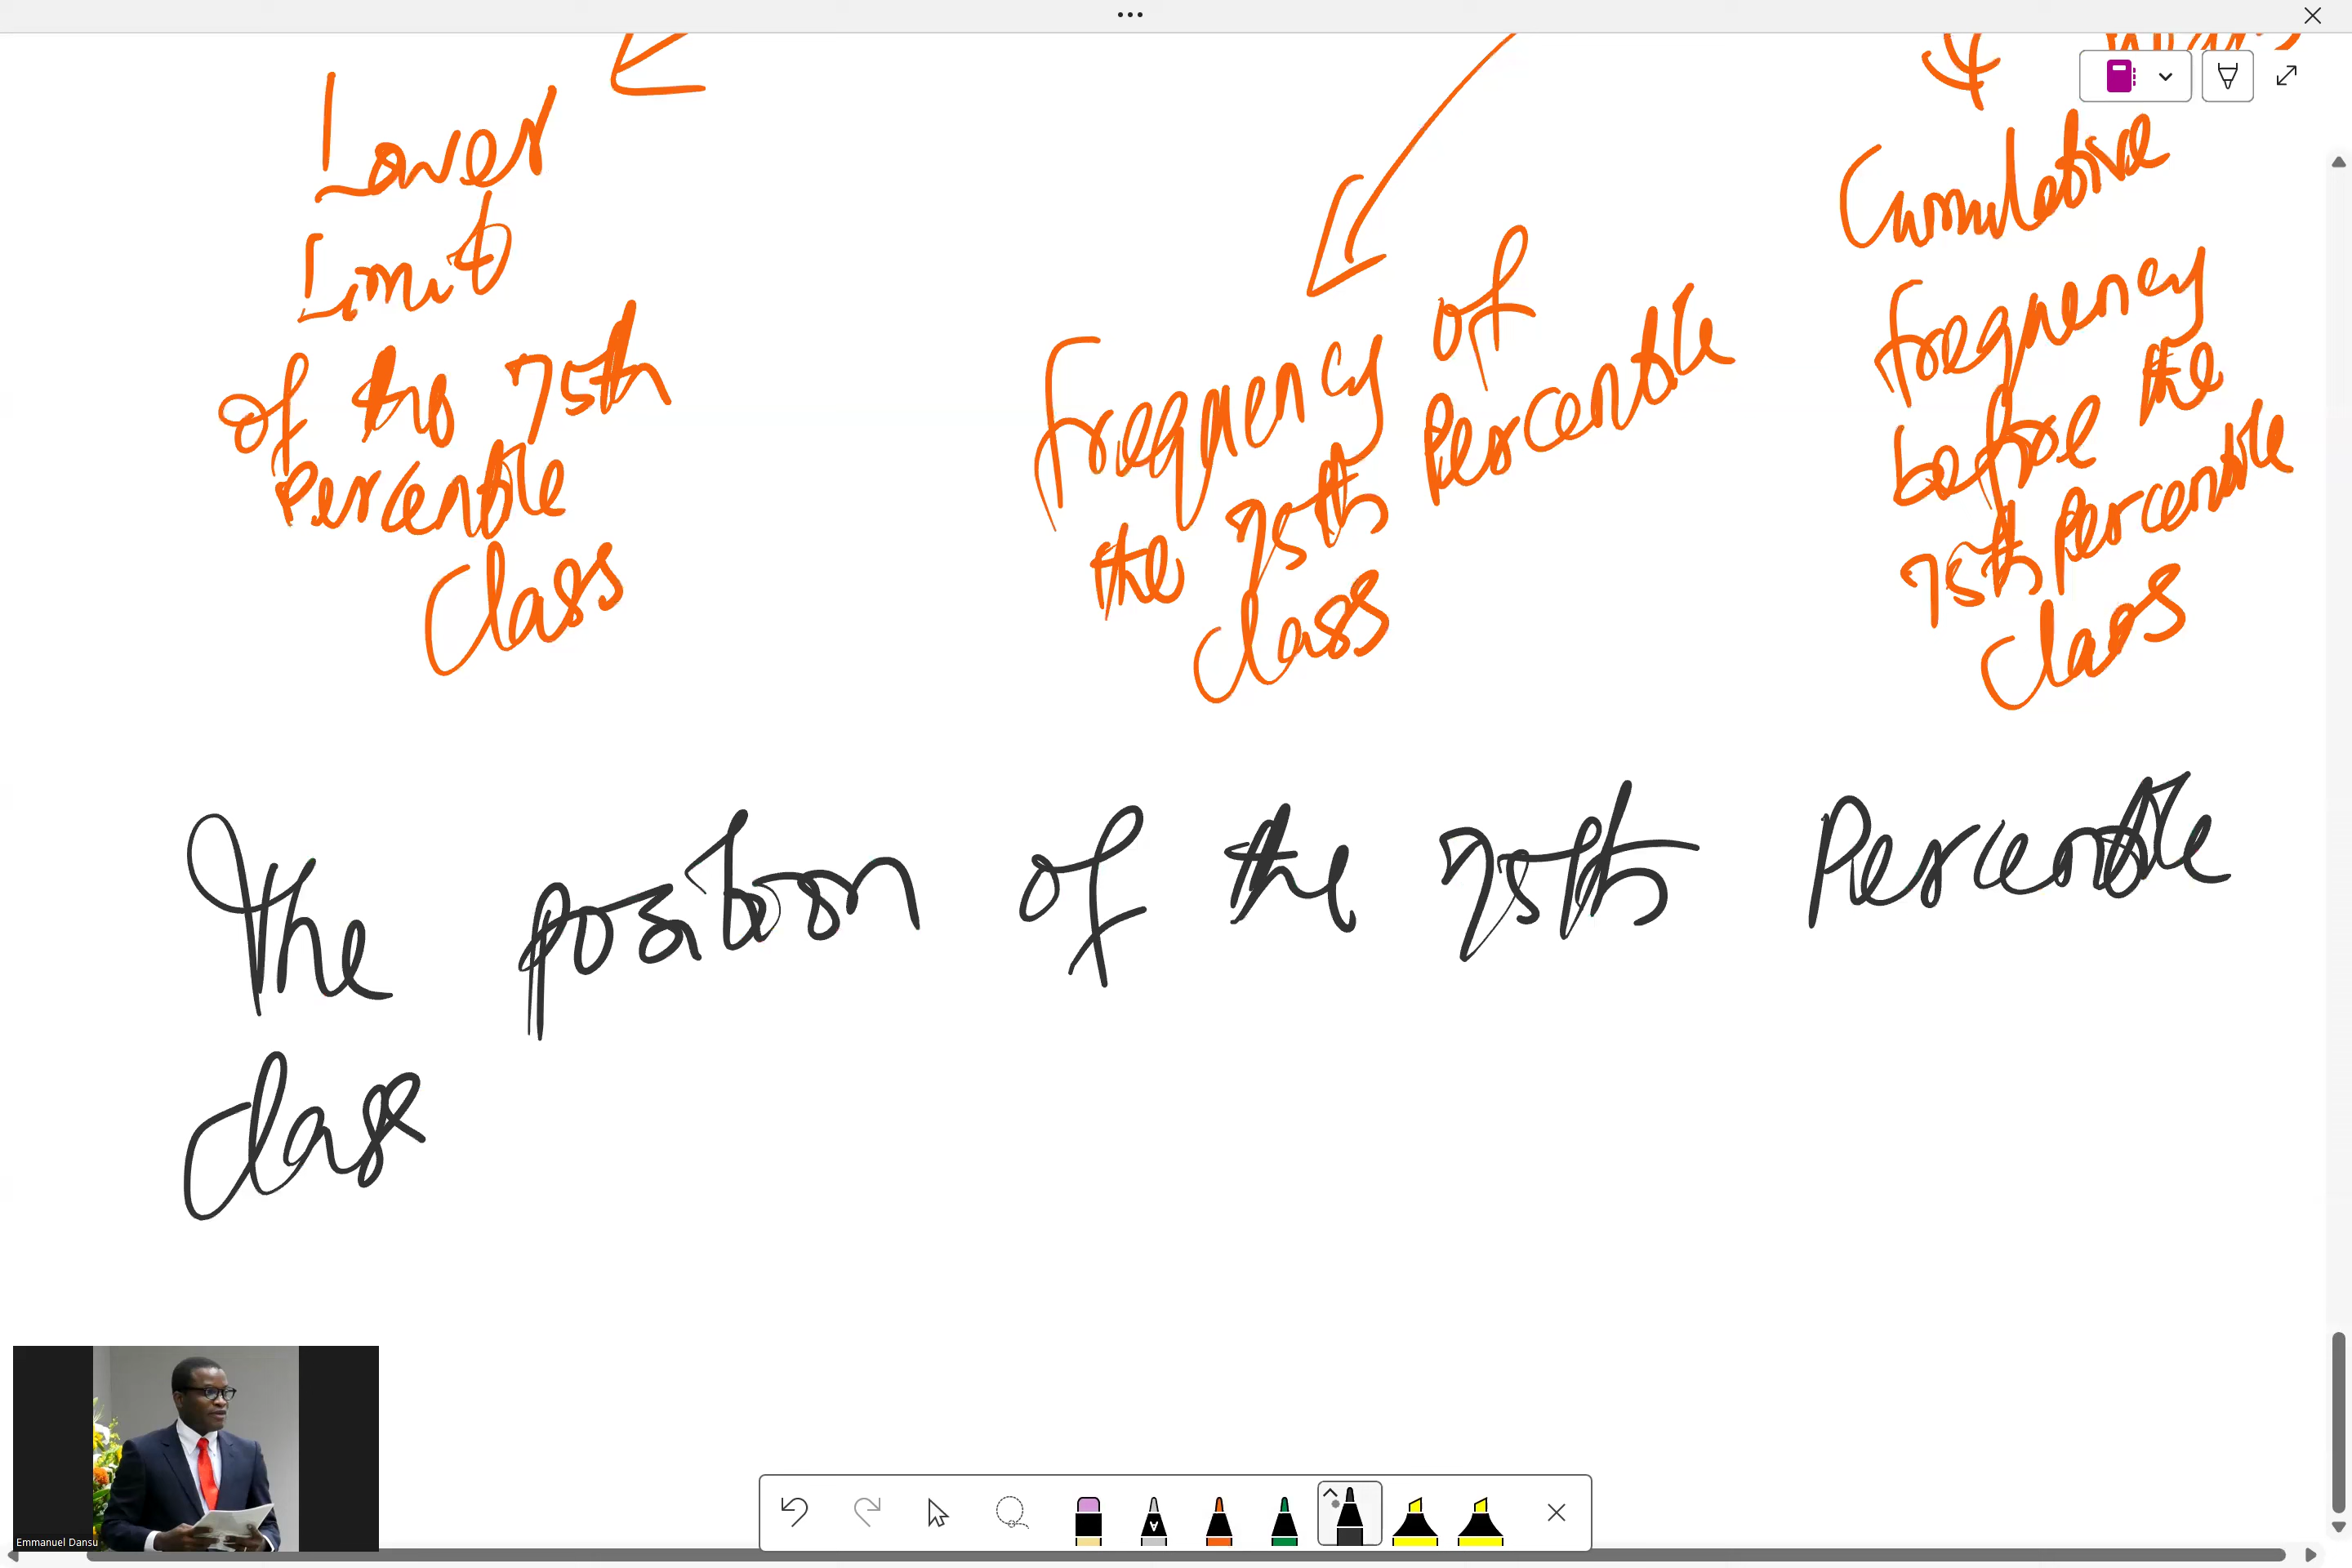 Lower
Limit
of the 75th
Percentile
Class
Frequency of
the 75th Percentile
Class
Cumulative
Frequency
before the
75th Percentile
Class
The position of the 75th Percentile
Class
Emmanuel Dansu